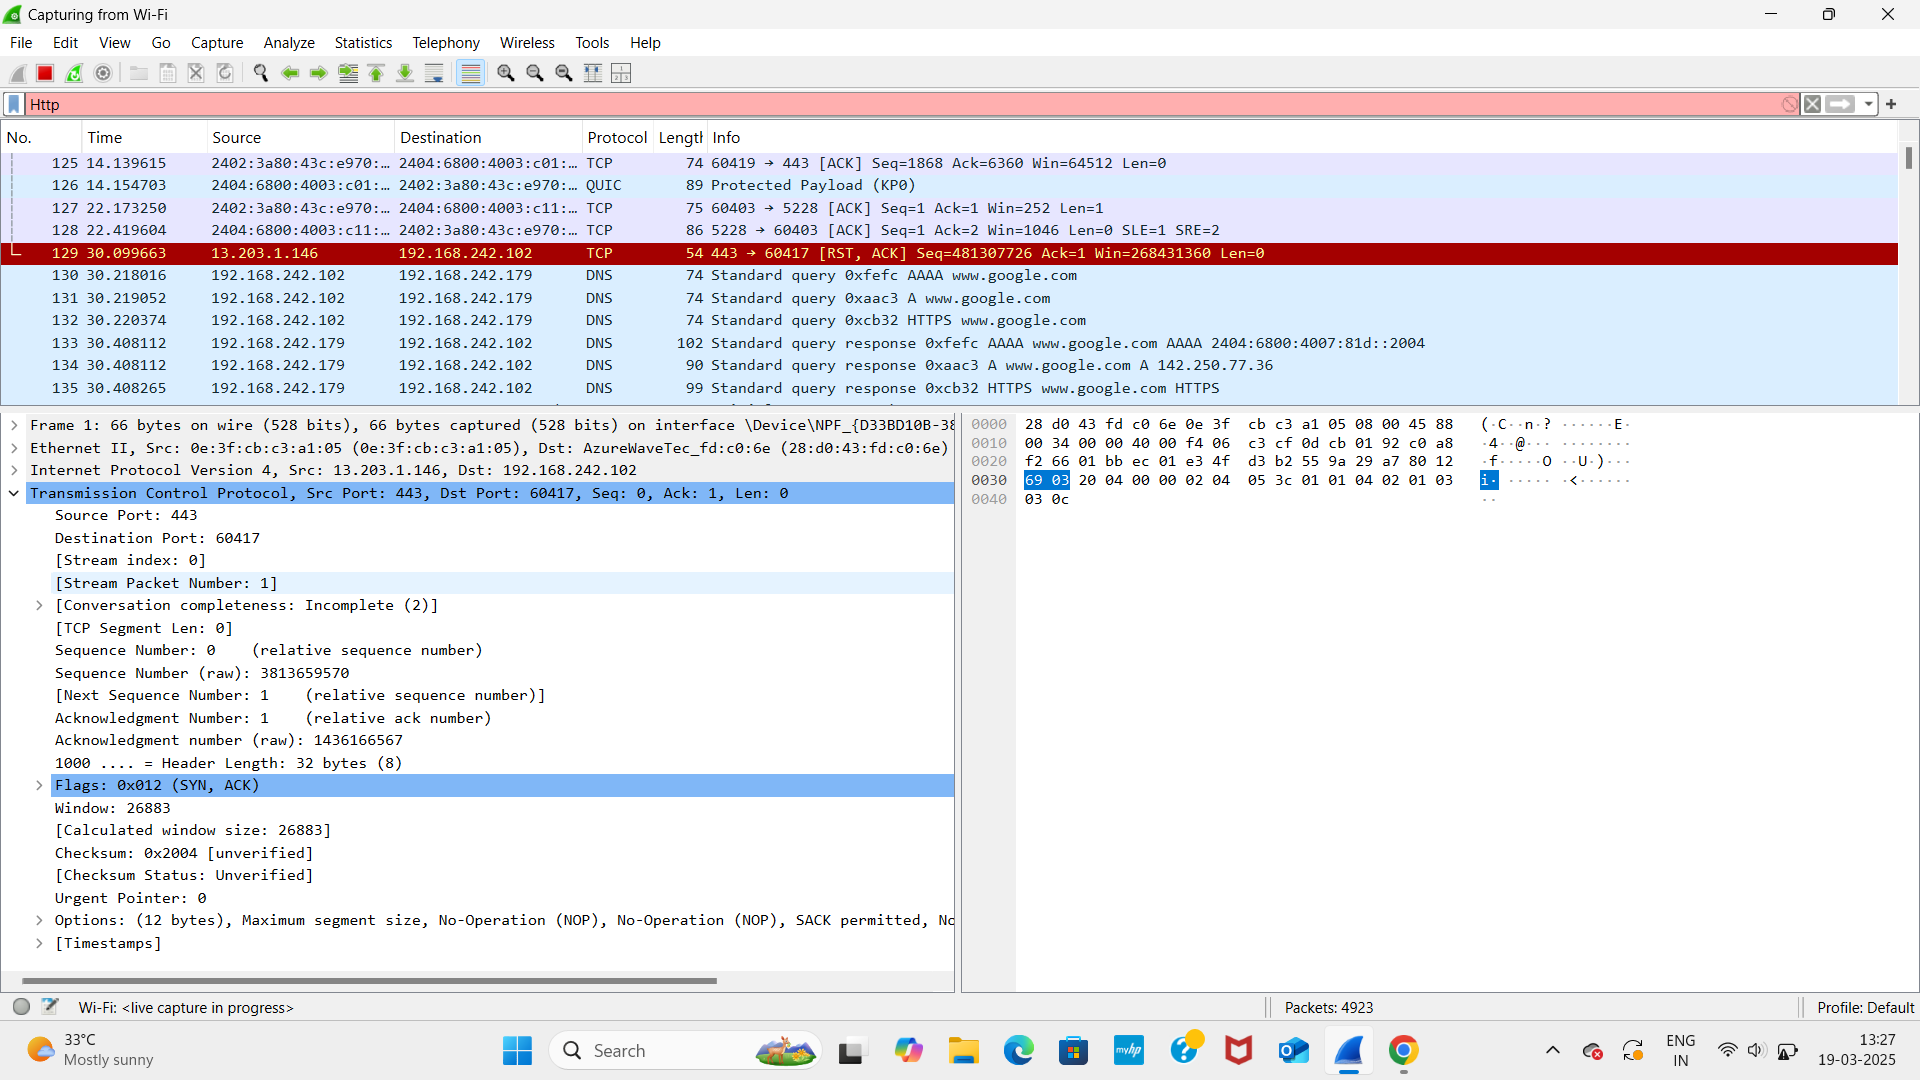 Capturing from Wi-Fi
File Edit View Go Capture Analyze Statistics Telephony Wireless Tools Help
Http
No. Time Source Destination Protocol Length Info
125 14.139615 2402:3a80:43c:e970:… 2404:6800:4003:c01:… TCP 74 60419 → 443 [ACK] Seq=1868 Ack=6360 Win=64512 Len=0
126 14.154703 2404:6800:4003:c01:… 2402:3a80:43c:e970:… QUIC 89 Protected Payload (KP0)
127 22.173250 2402:3a80:43c:e970:… 2404:6800:4003:c11:… TCP 75 60403 → 5228 [ACK] Seq=1 Ack=1 Win=252 Len=1
128 22.419604 2404:6800:4003:c11:… 2402:3a80:43c:e970:… TCP 86 5228 → 60403 [ACK] Seq=1 Ack=2 Win=1046 Len=0 SLE=1 SRE=2
129 30.099663 13.203.1.146 192.168.242.102 TCP 54 443 → 60417 [RST, ACK] Seq=481307726 Ack=1 Win=268431360 Len=0
130 30.218016 192.168.242.102 192.168.242.179 DNS 74 Standard query 0xfefc AAAA www.google.com
131 30.219052 192.168.242.102 192.168.242.179 DNS 74 Standard query 0xaac3 A www.google.com
132 30.220374 192.168.242.102 192.168.242.179 DNS 74 Standard query 0xcb32 HTTPS www.google.com
133 30.408112 192.168.242.179 192.168.242.102 DNS 102 Standard query response 0xfefc AAAA www.google.com AAAA 2404:6800:4007:81d::2004
134 30.408112 192.168.242.179 192.168.242.102 DNS 90 Standard query response 0xaac3 A www.google.com A 142.250.77.36
135 30.408265 192.168.242.179 192.168.242.102 DNS 99 Standard query response 0xcb32 HTTPS www.google.com HTTPS
Frame 1: 66 bytes on wire (528 bits), 66 bytes captured (528 bits) on interface \Device\NPF_{D33BD10B-38
Ethernet II, Src: 0e:3f:cb:c3:a1:05 (0e:3f:cb:c3:a1:05), Dst: AzureWaveTec_fd:c0:6e (28:d0:43:fd:c0:6e)
Internet Protocol Version 4, Src: 13.203.1.146, Dst: 192.168.242.102
Transmission Control Protocol, Src Port: 443, Dst Port: 60417, Seq: 0, Ack: 1, Len: 0
Source Port: 443
Destination Port: 60417
[Stream index: 0]
[Stream Packet Number: 1]
[Conversation completeness: Incomplete (2)]
[TCP Segment Len: 0]
Sequence Number: 0 (relative sequence number)
Sequence Number (raw): 3813659570
[Next Sequence Number: 1 (relative sequence number)]
Acknowledgment Number: 1 (relative ack number)
Acknowledgment number (raw): 1436166567
1000 .... = Header Length: 32 bytes (8)
Flags: 0x012 (SYN, ACK)
Window: 26883
[Calculated window size: 26883]
Checksum: 0x2004 [unverified]
[Checksum Status: Unverified]
Urgent Pointer: 0
Options: (12 bytes), Maximum segment size, No-Operation (NOP), No-Operation (NOP), SACK permitted, No
[Timestamps]
0000 28 d0 43 fd c0 6e 0e 3f cb c3 a1 05 08 00 45 88 (·C··n·? ······E·
0010 00 34 00 00 40 00 f4 06 c3 cf 0d cb 01 92 c0 a8 ·4··@··· ········
0020 f2 66 01 bb ec 01 e3 4f d3 b2 55 9a 29 a7 80 12 ·f·····O ··U·)···
0030 69 03 20 04 00 00 02 04 05 3c 01 01 04 02 01 03 i· ····· ·<······
0040 03 0c ··
Wi-Fi: <live capture in progress> Packets: 4923 Profile: Default
33°C
Mostly sunny
Search
myhp
ENG
IN
13:27
19-03-2025